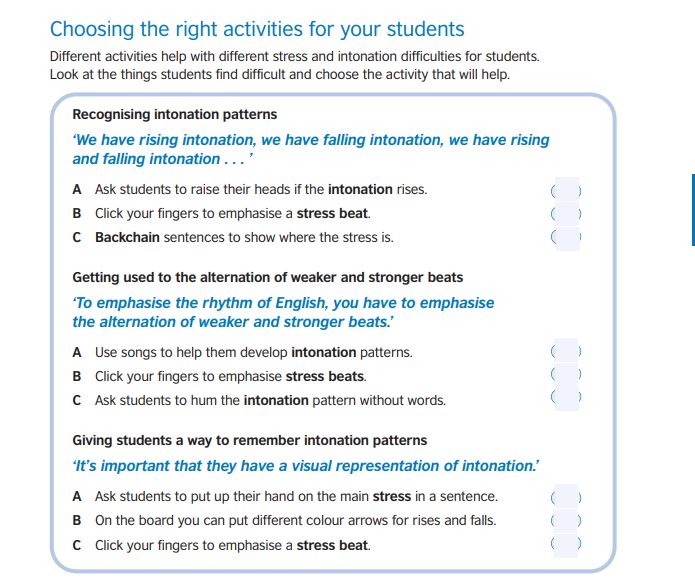 Choosing the right activities for your students
Different activities help with different stress and intonation difficulties for students.
Look at the things students find difficult and choose the activity that will help.
Recognising intonation patterns
‘We have rising intonation, we have falling intonation, we have rising
and falling intonation . . . ’
A Ask students to raise their heads if the intonation rises. ( )
B Click your fingers to emphasise a stress beat. ( )
C Backchain sentences to show where the stress is. ( )
Getting used to the alternation of weaker and stronger beats
‘To emphasise the rhythm of English, you have to emphasise
the alternation of weaker and stronger beats.’
A Use songs to help them develop intonation patterns. ( )
B Click your fingers to emphasise stress beats. ( )
C Ask students to hum the intonation pattern without words. ( )
Giving students a way to remember intonation patterns
‘It’s important that they have a visual representation of intonation.’
A Ask students to put up their hand on the main stress in a sentence. ( )
B On the board you can put different colour arrows for rises and falls. ( )
C Click your fingers to emphasise a stress beat. ( )